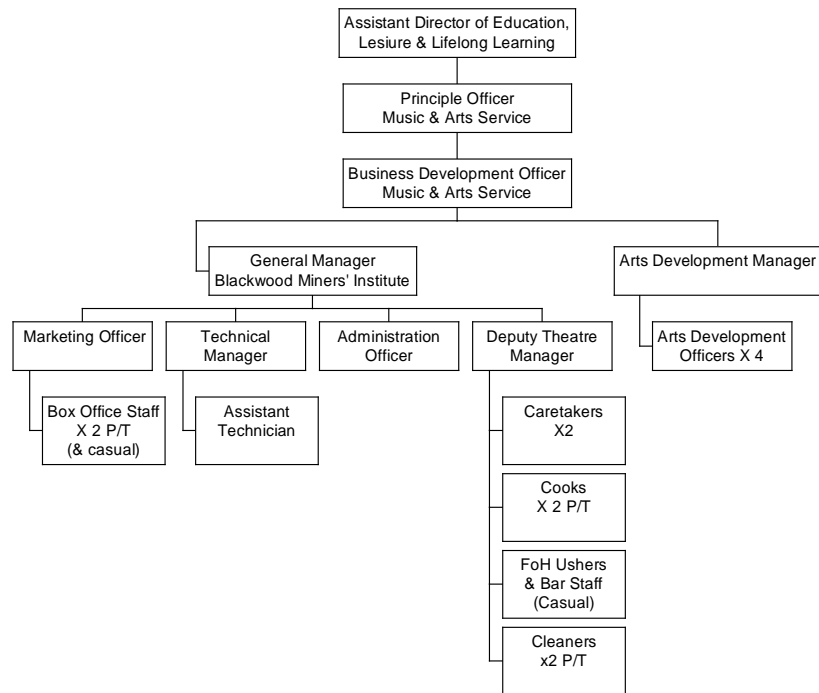 Assistant Director of Education,
Lesiure & Lifelong Learning
Principle Officer
Music & Arts Service
Business Development Officer
Music & Arts Service
General Manager
Blackwood Miners' Institute
Arts Development Manager
Marketing Officer
Technical
Manager
Administration
Officer
Deputy Theatre
Manager
Arts Development
Officers X 4
Box Office Staff
X 2 P/T
(& casual)
Assistant
Technician
Caretakers
X2
Cooks
X 2 P/T
FoH Ushers
& Bar Staff
(Casual)
Cleaners
x2 P/T